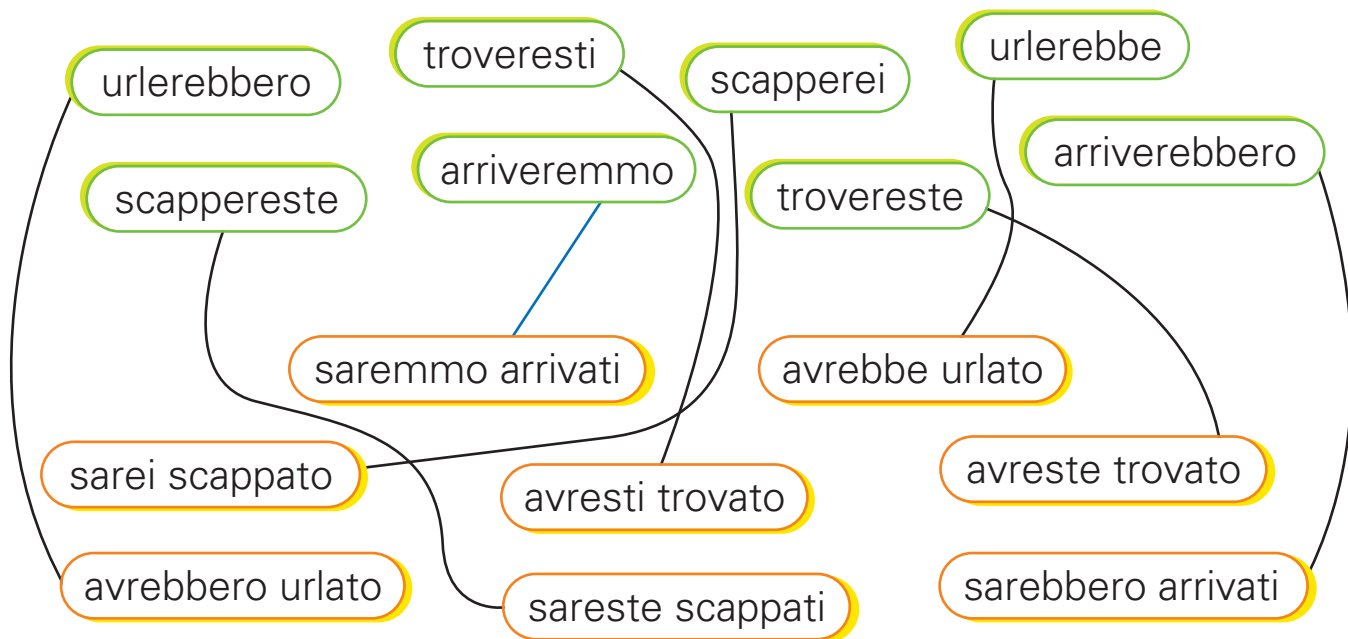 urlerebbero
troveresti
scapperei
urlerebbe
scappereste
arriveremmo
trovereste
arriverebbero
saremmo arrivati
avrebbe urlato
sarei scappato
avresti trovato
avreste trovato
avrebbero urlato
sareste scappati
sarebbero arrivati